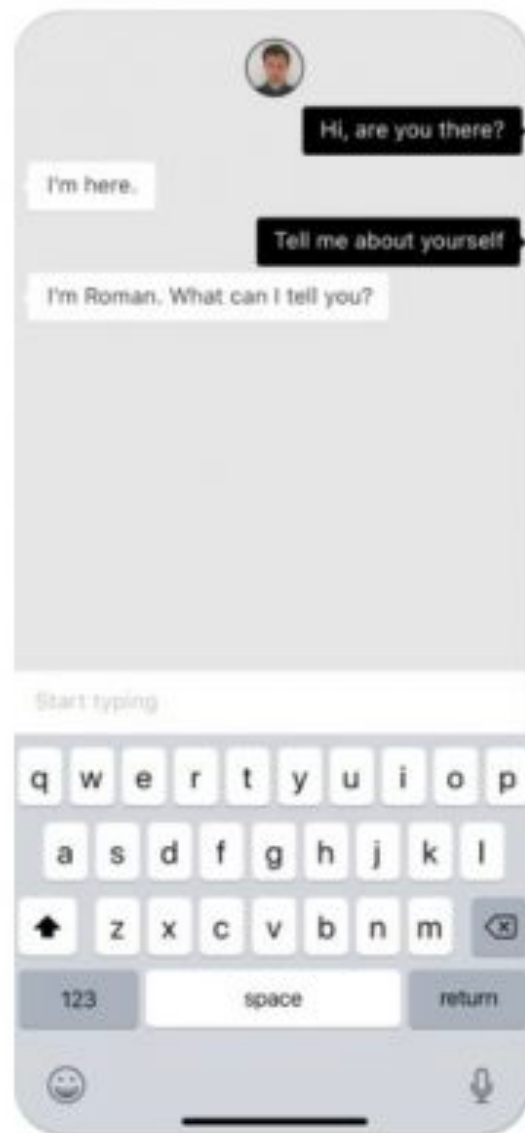 Hi, are you there?
I'm here.
Tell me about yourself
I'm Roman. What can I tell you?
Start typing
q w e r t y u i o p
a s d f g h j k l
z x c v b n m
123 space return